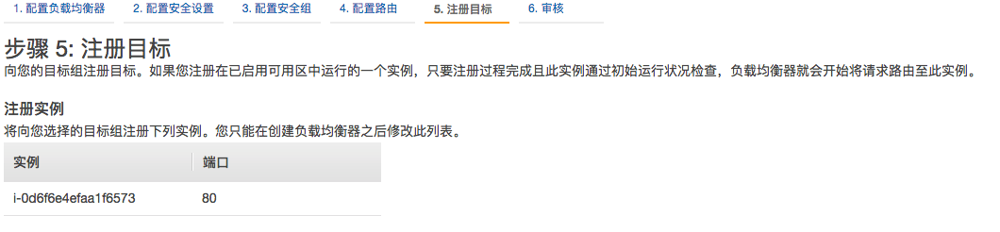 1. 配置负载均衡器 2. 配置安全设置 3. 配置安全组 4. 配置路由 5. 注册目标 6. 审核
步骤 5: 注册目标
向您的目标组注册目标。如果您注册在已启用可用区中运行的一个实例，只要注册过程完成且此实例通过初始运行状况检查，负载均衡器就会开始将请求路由至此实例。
注册实例
将向您选择的目标组注册下列实例。您只能在创建负载均衡器之后修改此列表。
实例 端口
i-0d6f6e4efaa1f6573 80